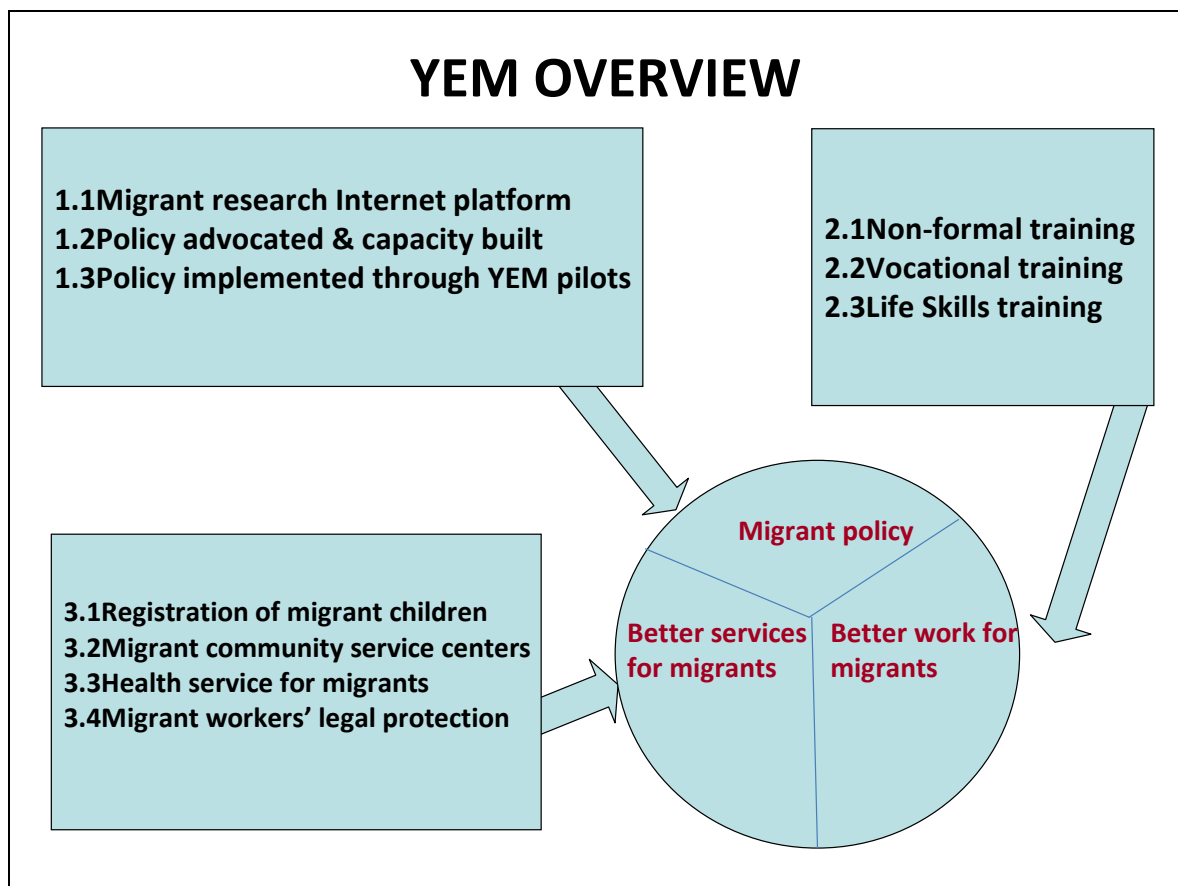 YEM OVERVIEW
1.1Migrant research Internet platform
1.2Policy advocated & capacity built
1.3Policy implemented through YEM pilots
2.1Non-formal training
2.2Vocational training
2.3Life Skills training
3.1Registration of migrant children
3.2Migrant community service centers
3.3Health service for migrants
3.4Migrant workers’ legal protection
Migrant policy
Better services
for migrants
Better work for
migrants